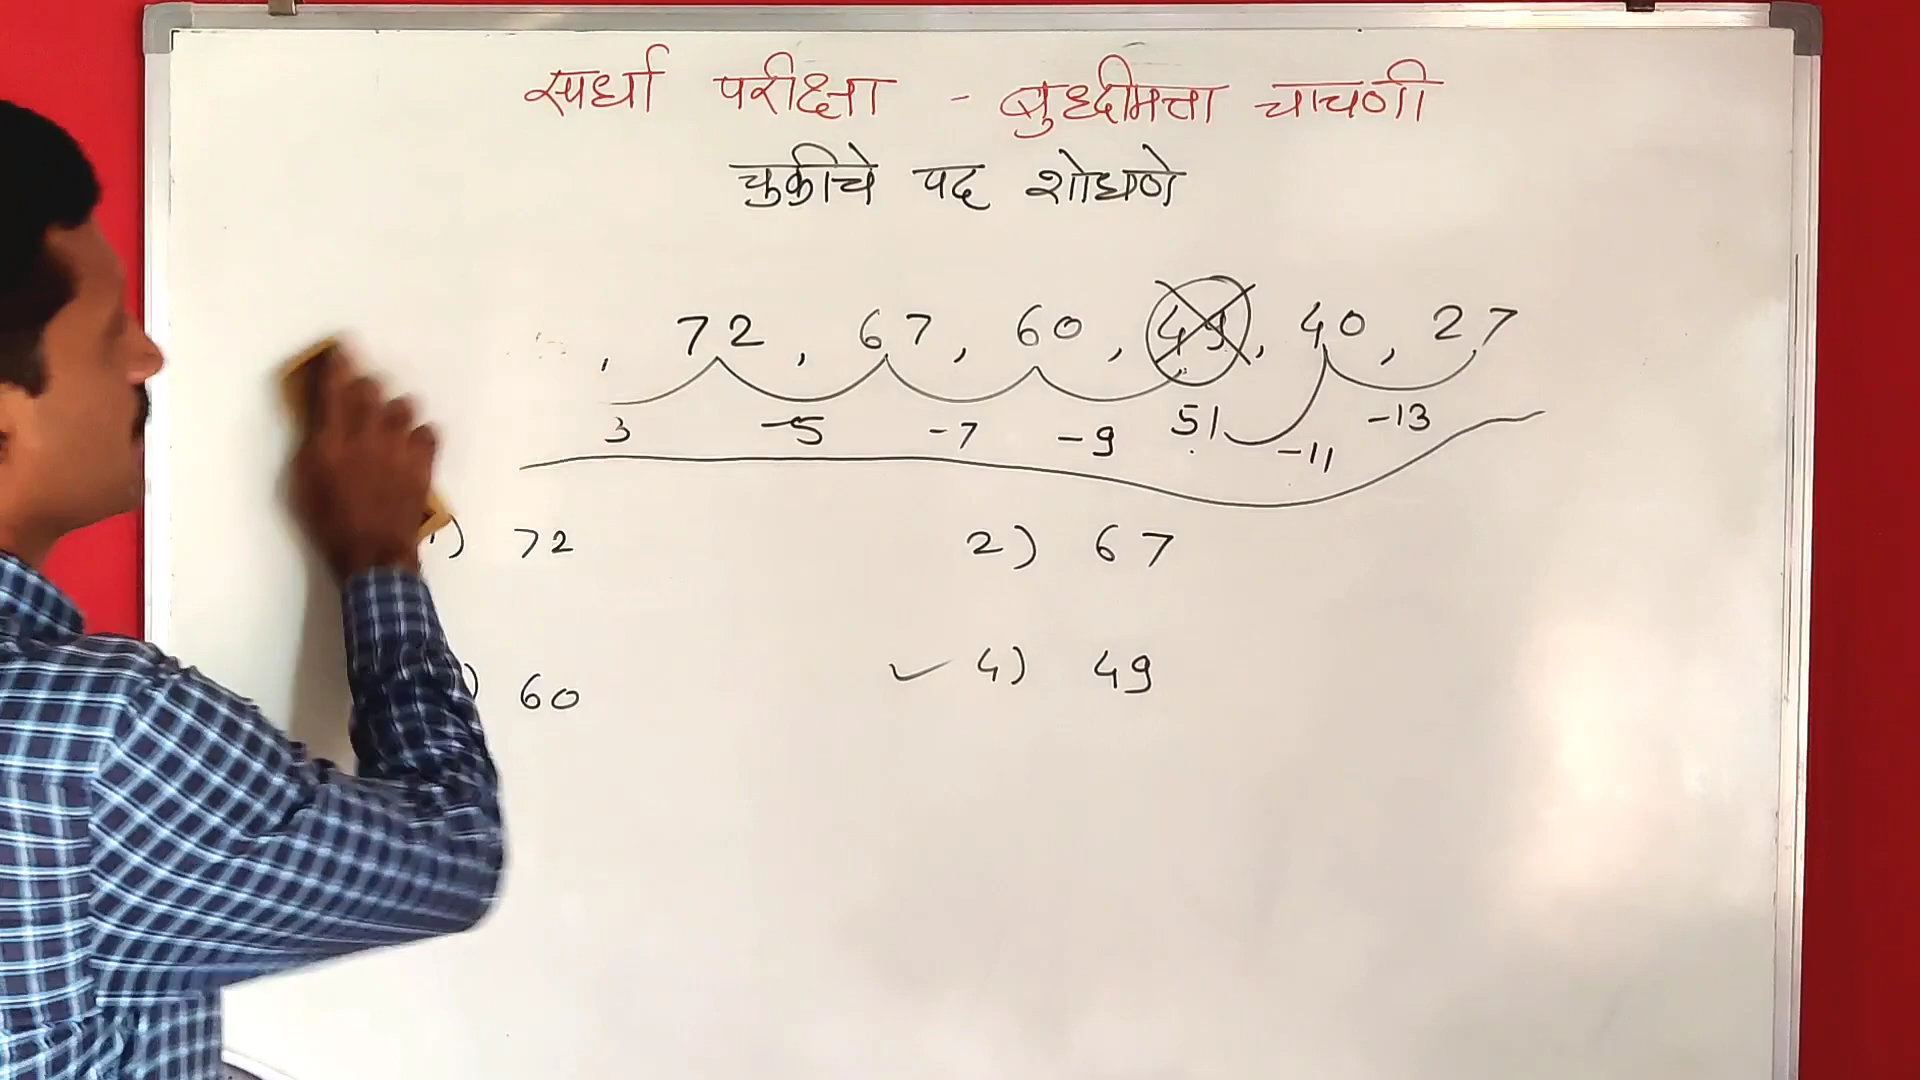 स्पर्धा परीक्षा - बुध्दीमत्ता चाचणी
चुकीचे पद शोधणे
, 72, 67, 60, 49, 40, 27
3 -5 -7 -9 51 -11 -13
1) 72 2) 67
) 60 ✓ 4) 49